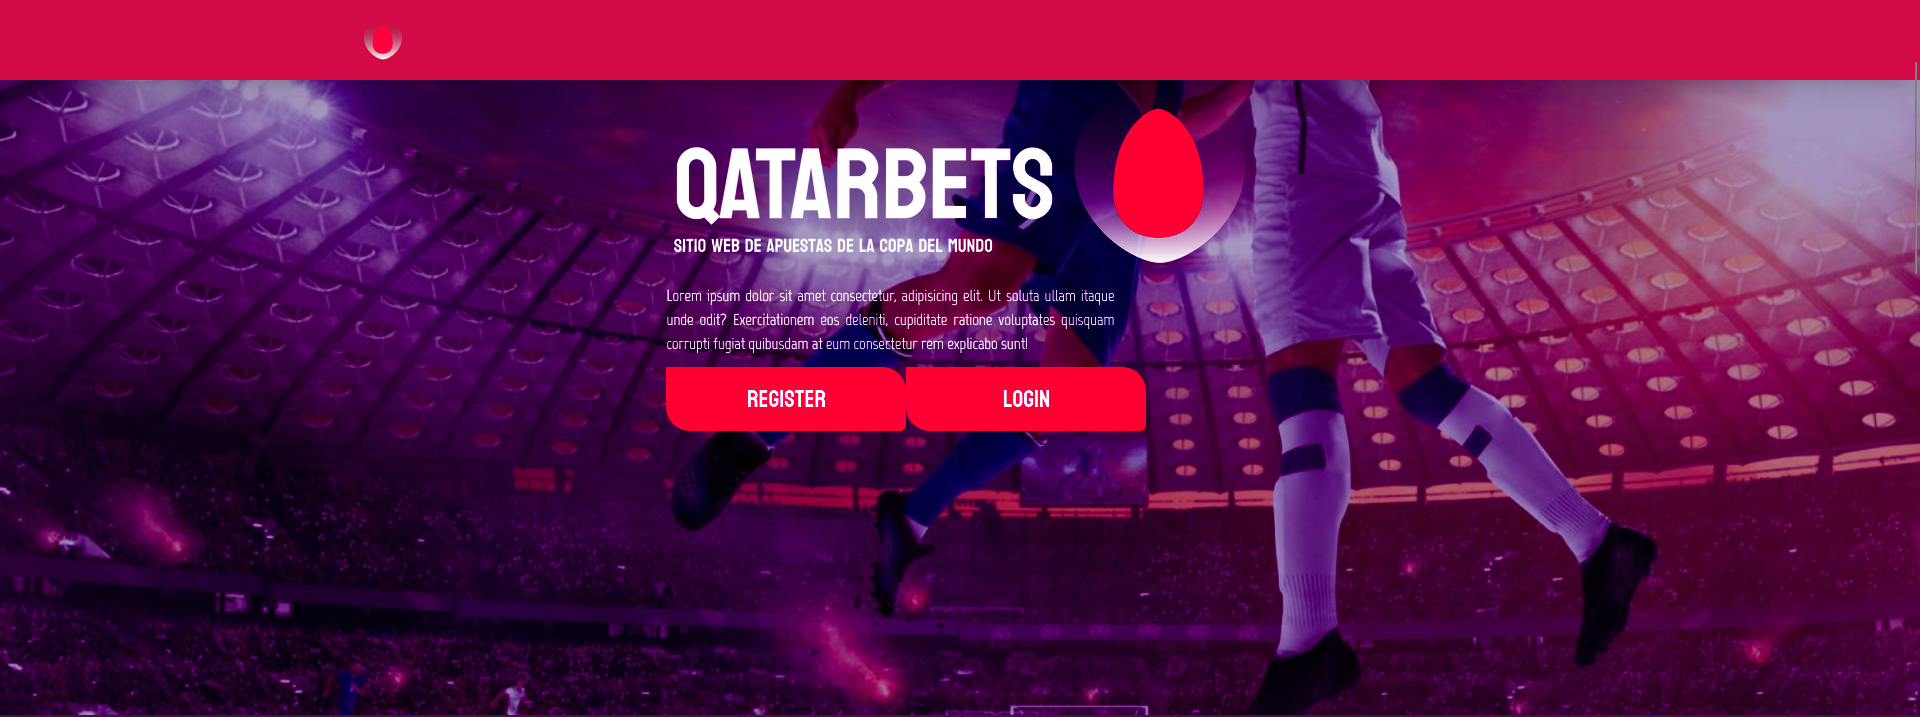 QATARBETS
SITIO WEB DE APUESTAS DE LA COPA DEL MUNDO
Lorem ipsum dolor sit amet consectetur, adipisicing elit. Ut soluta ullam itaque
unde odit? Exercitationem eos deleniti, cupiditate ratione voluptates quisquam
corrupti fugiat quibusdam at eum consectetur rem explicabo sunt!
REGISTER
LOGIN